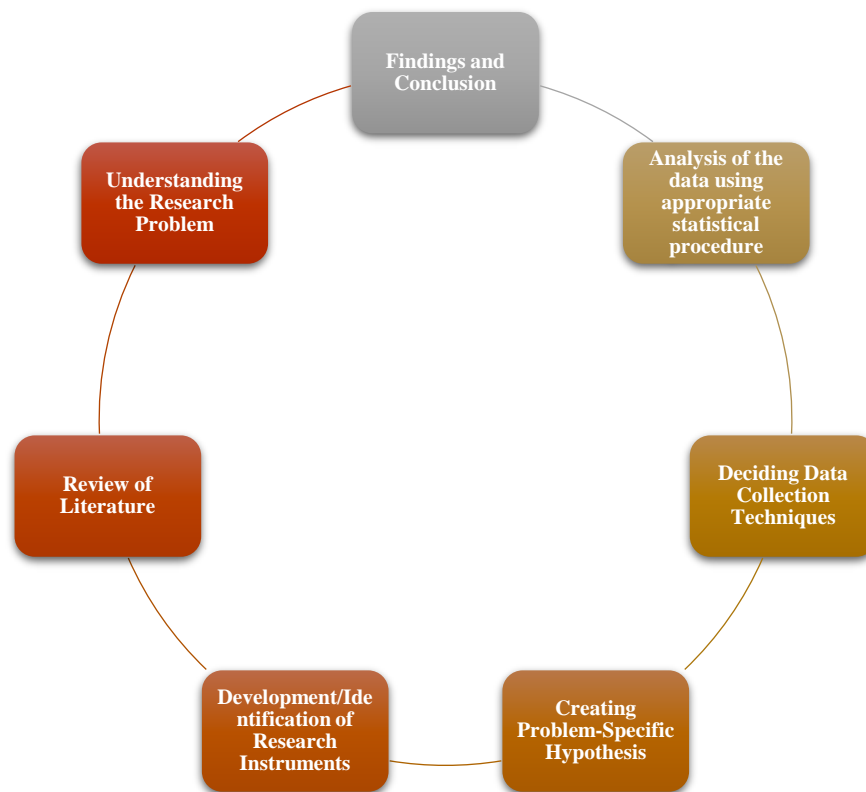 Findings and
Conclusion
Analysis of the
data using
appropriate
statistical
procedure
Understanding
the Research
Problem
Review of
Literature
Deciding Data
Collection
Techniques
Development/Ide
ntification of
Research
Instruments
Creating
Problem-Specific
Hypothesis